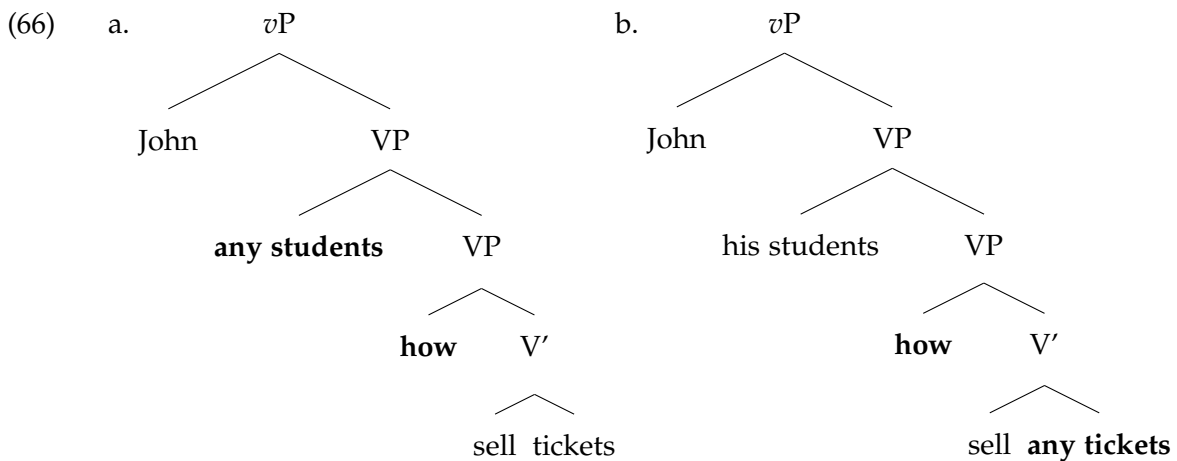 (66) a. vP b. vP
John VP John VP
any students VP his students VP
how V’ how V’
sell tickets sell any tickets